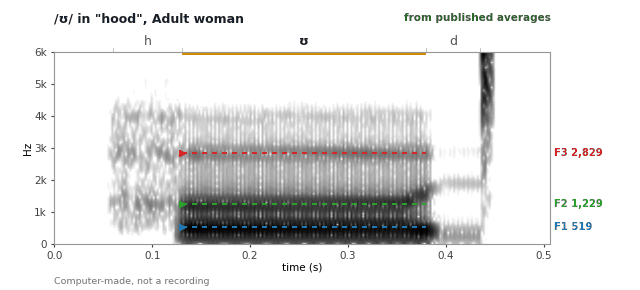 /ʊ/ in "hood", Adult woman
from published averages
h ʊ d
6k
5k
4k
3k
2k
1k
0
Hz
F3 2,829
F2 1,229
F1 519
0.0 0.1 0.2 0.3 0.4 0.5
time (s)
Computer-made, not a recording